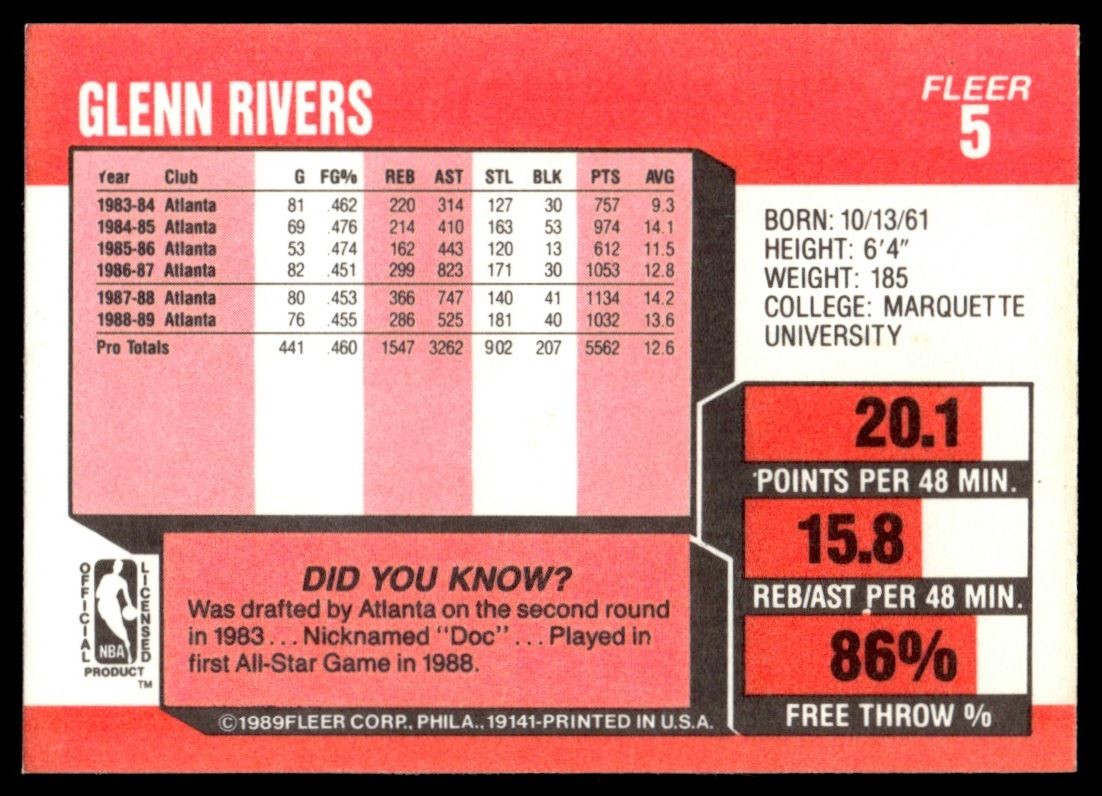 GLENN RIVERS
FLEER
5
Year Club G FG% REB AST STL BLK PTS AVG
1983-84 Atlanta 81 .462 220 314 127 30 757 9.3
1984-85 Atlanta 69 .476 214 410 163 53 974 14.1
1985-86 Atlanta 53 .474 162 443 120 13 612 11.5
1986-87 Atlanta 82 .451 299 823 171 30 1053 12.8
1987-88 Atlanta 80 .453 366 747 140 41 1134 14.2
1988-89 Atlanta 76 .455 286 525 181 40 1032 13.6
Pro Totals 441 .460 1547 3262 902 207 5562 12.6
BORN: 10/13/61
HEIGHT: 6'4"
WEIGHT: 185
COLLEGE: MARQUETTE
UNIVERSITY
20.1
POINTS PER 48 MIN.
15.8
REB/AST PER 48 MIN.
86%
FREE THROW %
OFFICIAL
LICENSED
NBA
PRODUCT
TM
DID YOU KNOW?
Was drafted by Atlanta on the second round
in 1983... Nicknamed "Doc" ... Played in
first All-Star Game in 1988.
©1989FLEER CORP., PHILA., 19141-PRINTED IN U.S.A.